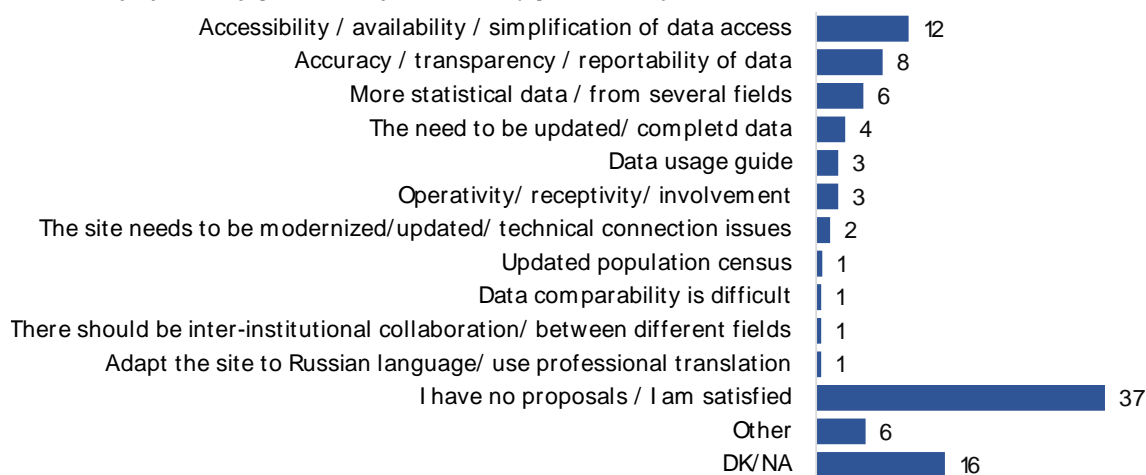 Accessibility / availability / simplification of data access 12
Accuracy / transparency / reportability of data 8
More statistical data / from several fields 6
The need to be updated/ completd data 4
Data usage guide 3
Operativity/ receptivity/ involvement 3
The site needs to be modernized/updated/ technical connection issues 2
Updated population census 1
Data comparability is difficult 1
There should be inter-institutional collaboration/ between different fields 1
Adapt the site to Russian language/ use professional translation 1
I have no proposals / I am satisfied 37
Other 6
DK/NA 16